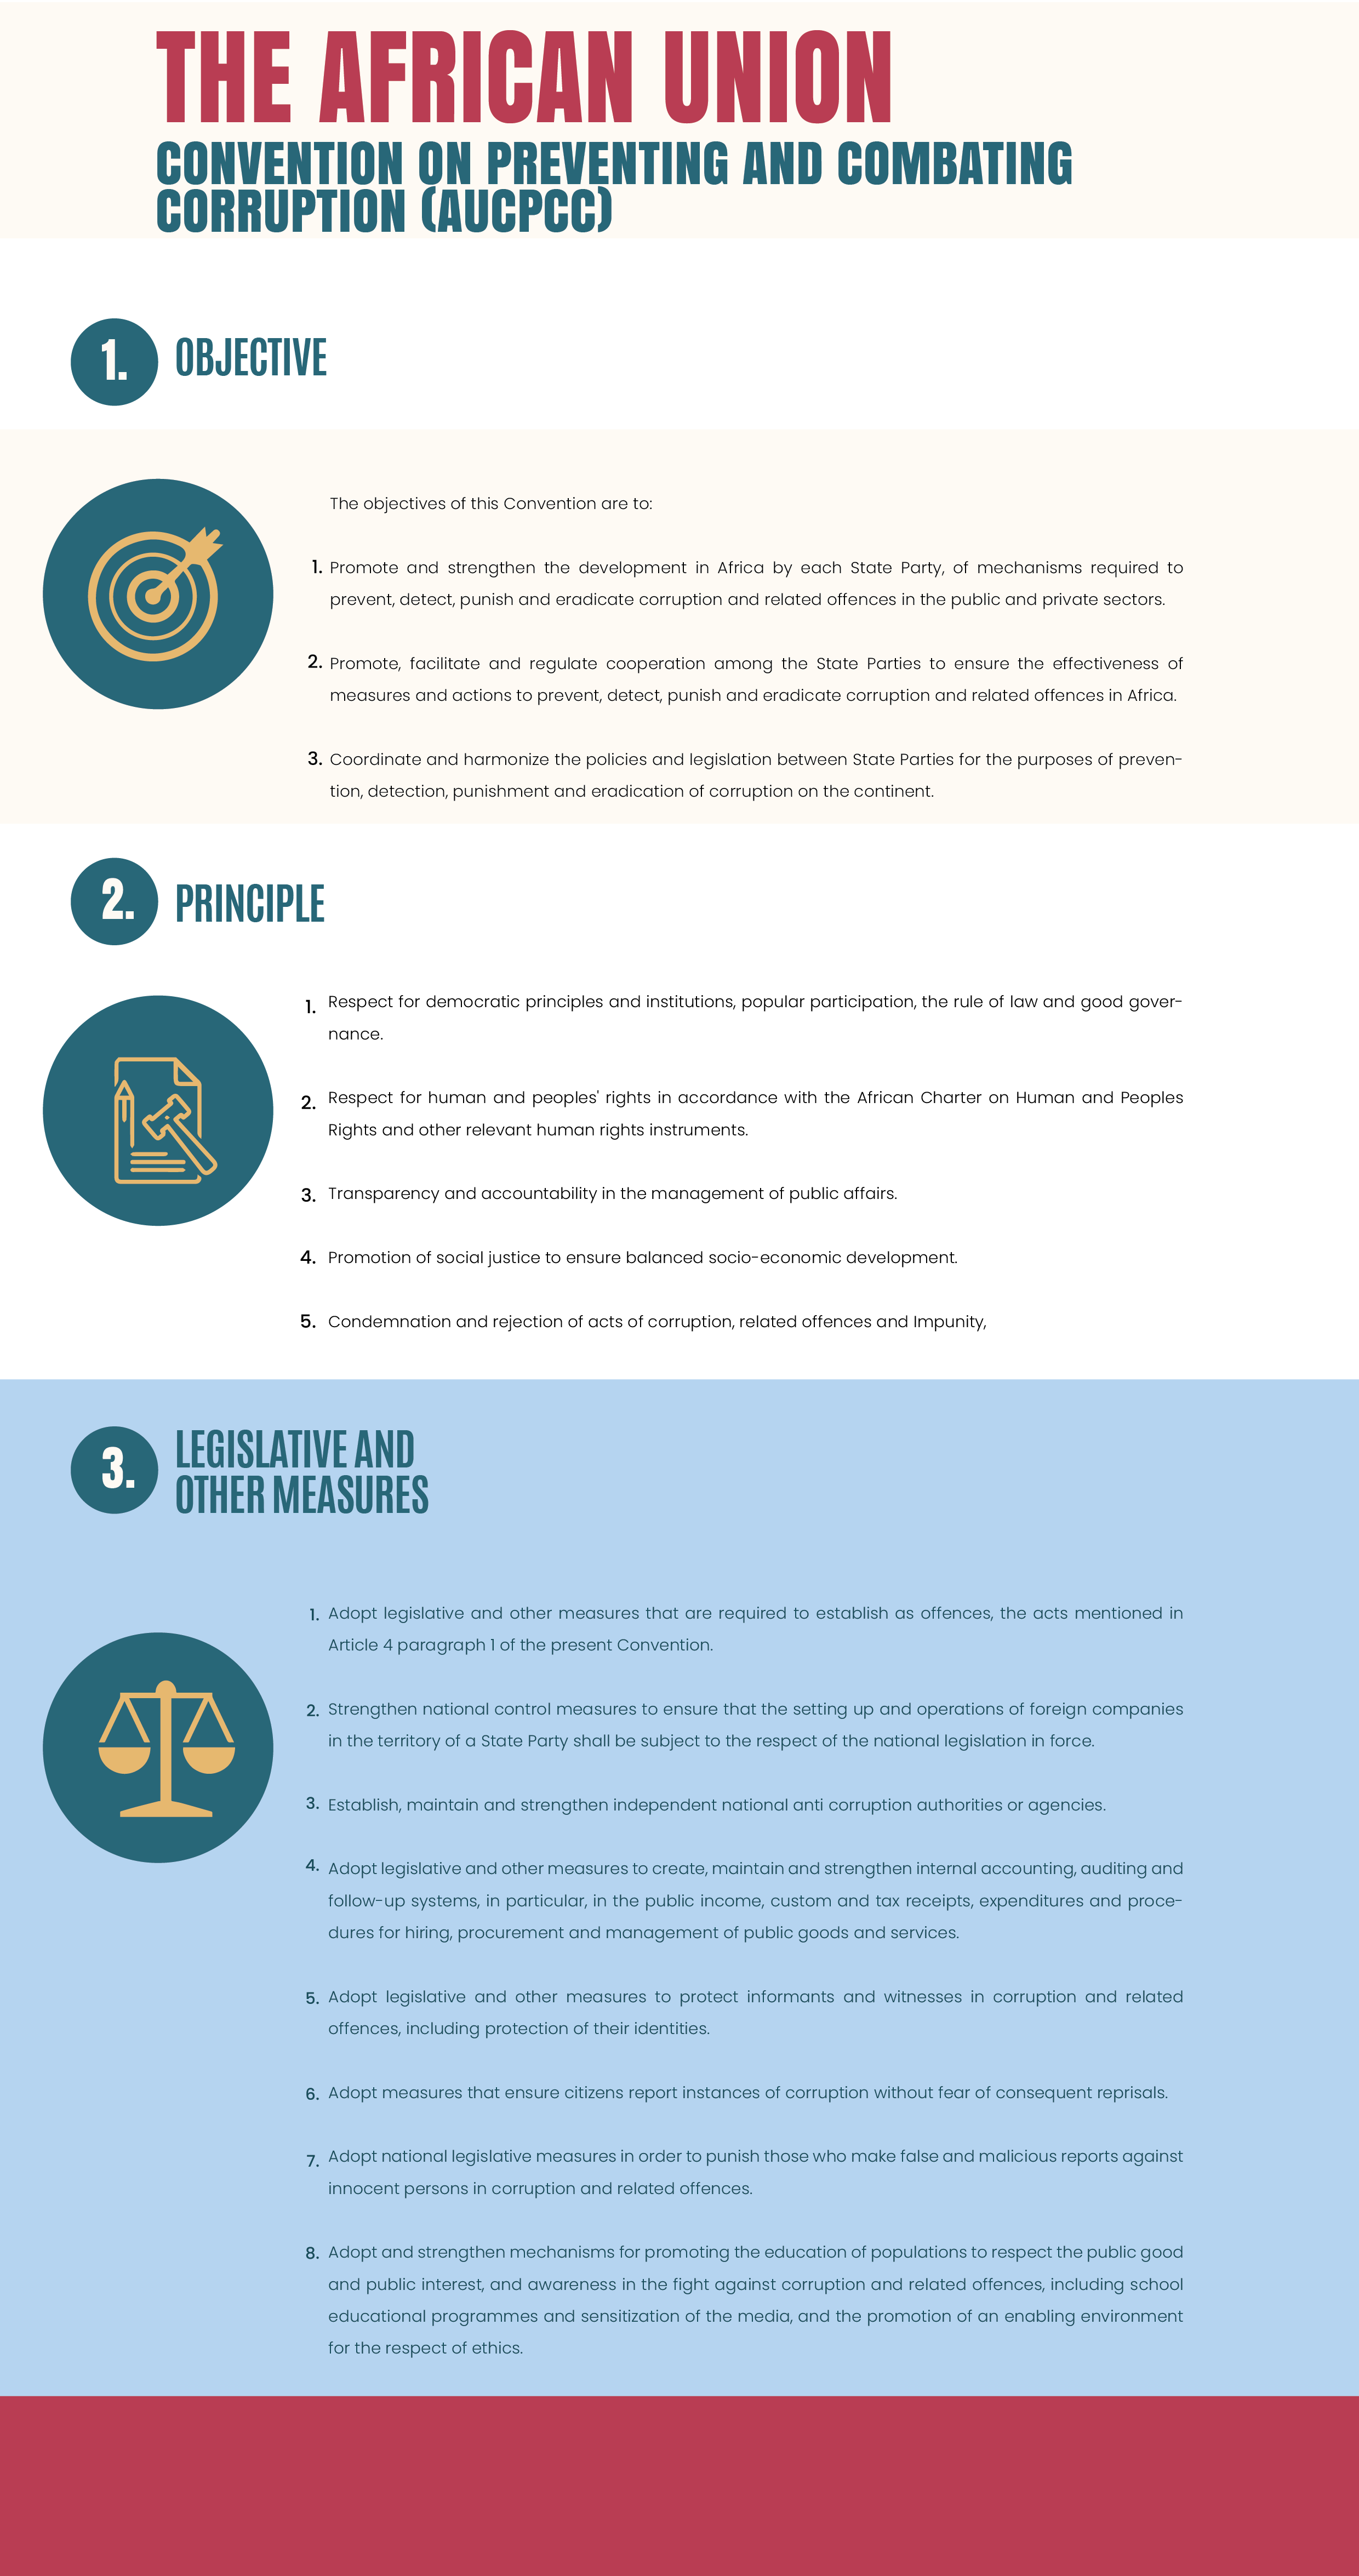 THE AFRICAN UNION
CONVENTION ON PREVENTING AND COMBATING
CORRUPTION (AUCPCC)
1. OBJECTIVE
The objectives of this Convention are to:
1. Promote and strengthen the development in Africa by each State Party, of mechanisms required to
prevent, detect, punish and eradicate corruption and related offences in the public and private sectors.
2. Promote, facilitate and regulate cooperation among the State Parties to ensure the effectiveness of
measures and actions to prevent, detect, punish and eradicate corruption and related offences in Africa.
3. Coordinate and harmonize the policies and legislation between State Parties for the purposes of preven-
tion, detection, punishment and eradication of corruption on the continent.
2. PRINCIPLE
1. Respect for democratic principles and institutions, popular participation, the rule of law and good gover-
nance.
2. Respect for human and peoples' rights in accordance with the African Charter on Human and Peoples
Rights and other relevant human rights instruments.
3. Transparency and accountability in the management of public affairs.
4. Promotion of social justice to ensure balanced socio-economic development.
5. Condemnation and rejection of acts of corruption, related offences and Impunity,
3. LEGISLATIVE AND
OTHER MEASURES
1. Adopt legislative and other measures that are required to establish as offences, the acts mentioned in
Article 4 paragraph 1 of the present Convention.
2. Strengthen national control measures to ensure that the setting up and operations of foreign companies
in the territory of a State Party shall be subject to the respect of the national legislation in force.
3. Establish, maintain and strengthen independent national anti corruption authorities or agencies.
4. Adopt legislative and other measures to create, maintain and strengthen internal accounting, auditing and
follow-up systems, in particular, in the public income, custom and tax receipts, expenditures and proce-
dures for hiring, procurement and management of public goods and services.
5. Adopt legislative and other measures to protect informants and witnesses in corruption and related
offences, including protection of their identities.
6. Adopt measures that ensure citizens report instances of corruption without fear of consequent reprisals.
7. Adopt national legislative measures in order to punish those who make false and malicious reports against
innocent persons in corruption and related offences.
8. Adopt and strengthen mechanisms for promoting the education of populations to respect the public good
and public interest, and awareness in the fight against corruption and related offences, including school
educational programmes and sensitization of the media, and the promotion of an enabling environment
for the respect of ethics.